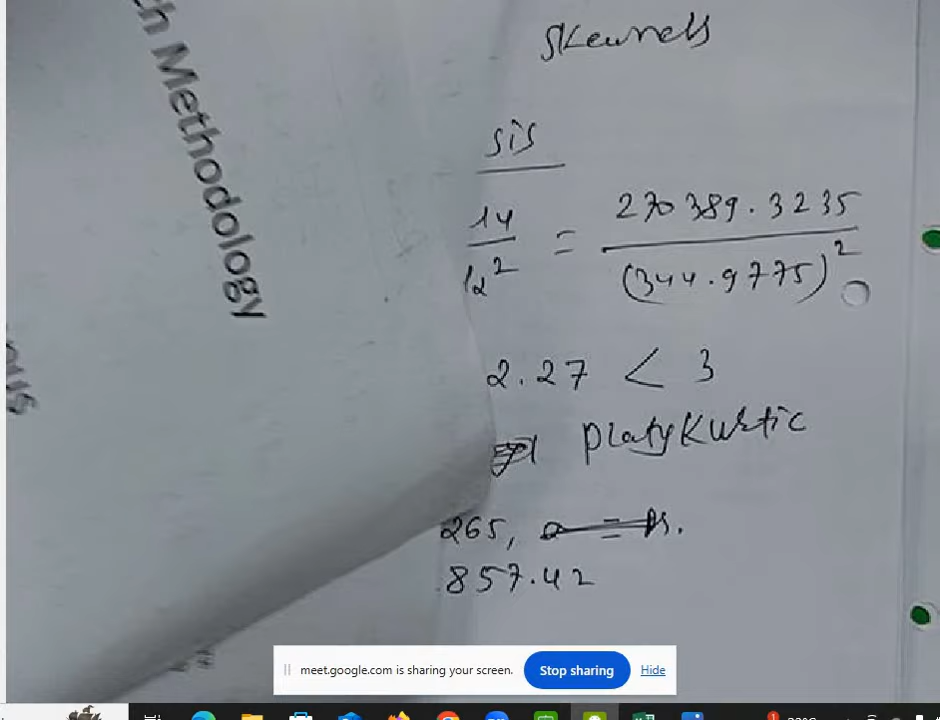 ch Methodology
Skewness
sis
μ4 / μ2² = 270389.3235 / (344.9775)²
2.27 < 3
Platykurtic
265,
857.42
meet.google.com is sharing your screen. Stop sharing Hide